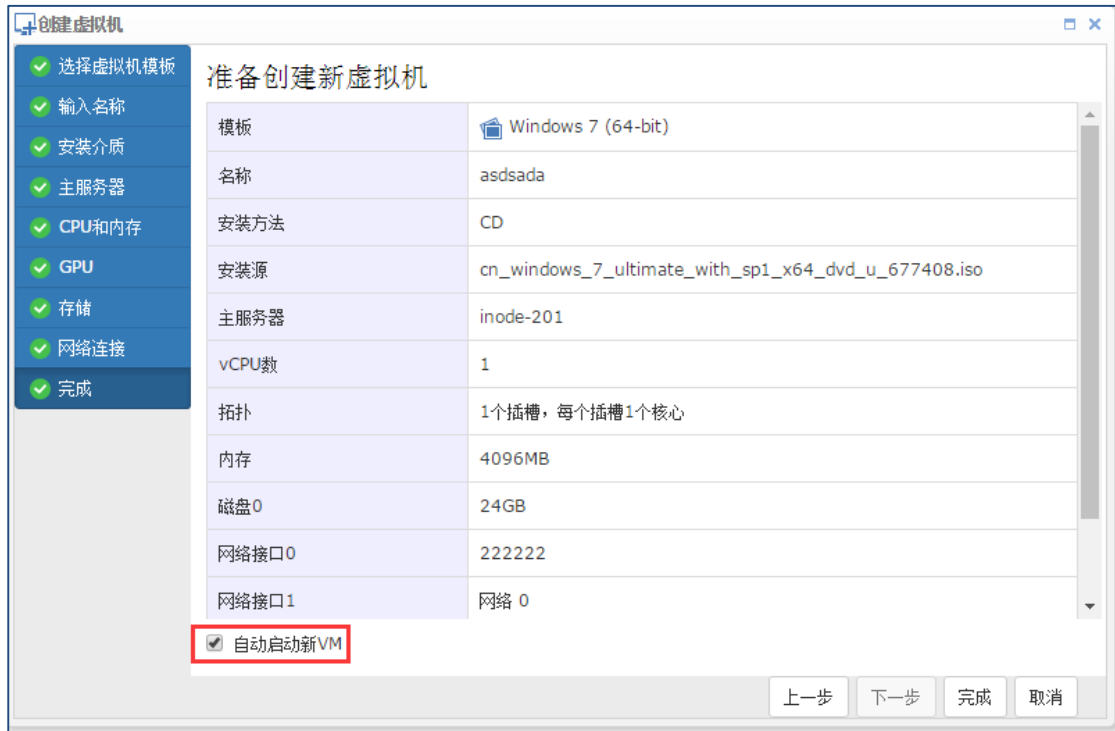 创建虚拟机
选择虚拟机模板
输入名称
安装介质
主服务器
CPU和内存
GPU
存储
网络连接
完成
准备创建新虚拟机
模板 Windows 7 (64-bit)
名称 asdsada
安装方法 CD
安装源 cn_windows_7_ultimate_with_sp1_x64_dvd_u_677408.iso
主服务器 inode-201
vCPU数 1
拓扑 1个插槽，每个插槽1个核心
内存 4096MB
磁盘0 24GB
网络接口0 222222
网络接口1 网络 0
自动启动新VM
上一步 下一步 完成 取消